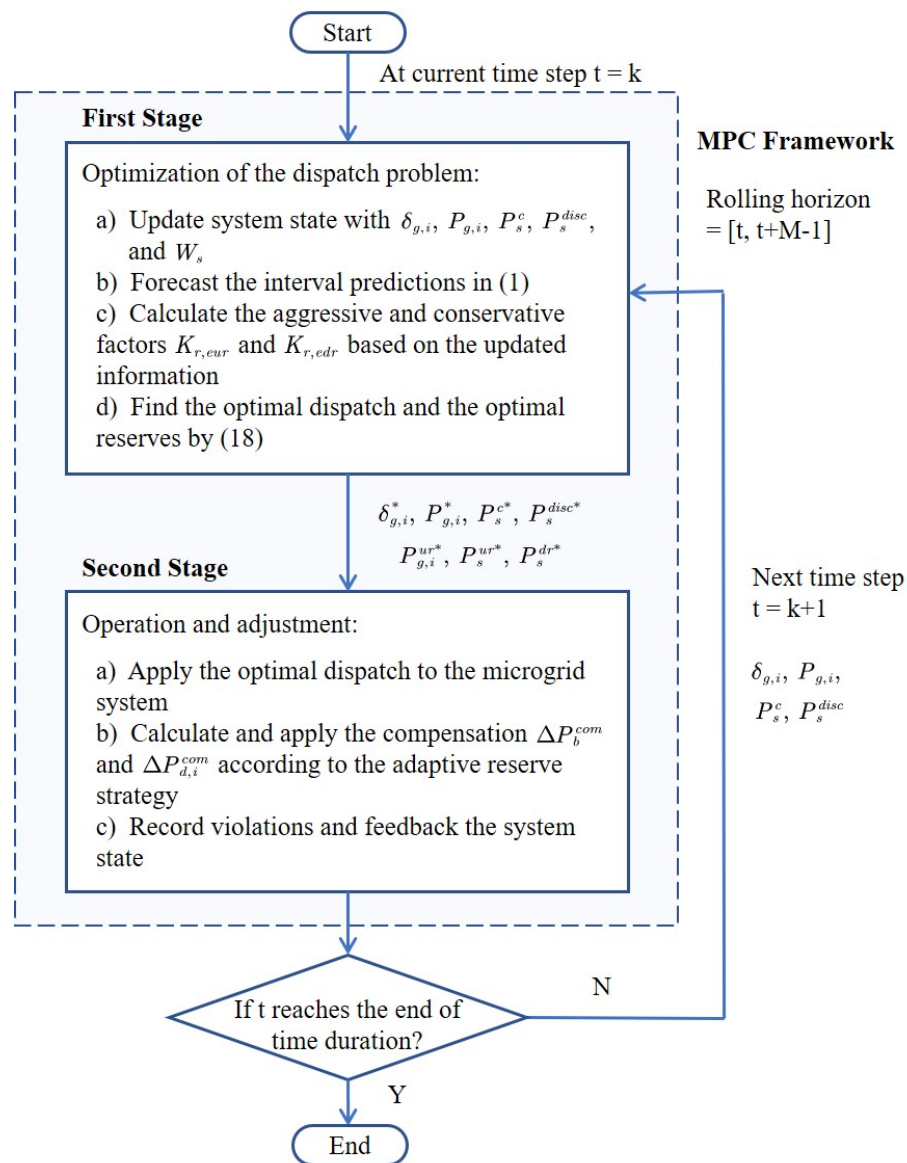 Start
At current time step t = k
First Stage
MPC Framework
Rolling horizon
= [t, t+M-1]
Optimization of the dispatch problem:
a) Update system state with δ_{g,i}, P_{g,i}, P_s^c, P_s^{disc},
and W_s
b) Forecast the interval predictions in (1)
c) Calculate the aggressive and conservative
factors K_{r,eur} and K_{r,edr} based on the updated
information
d) Find the optimal dispatch and the optimal
reserves by (18)
δ_{g,i}^*, P_{g,i}^*, P_s^{c*}, P_s^{disc*}
P_{g,i}^{ur*}, P_s^{ur*}, P_s^{dr*}
Second Stage
Operation and adjustment:
a) Apply the optimal dispatch to the microgrid
system
b) Calculate and apply the compensation ΔP_b^{com}
and ΔP_{d,i}^{com} according to the adaptive reserve
strategy
c) Record violations and feedback the system
state
Next time step
t = k+1
δ_{g,i}, P_{g,i},
P_s^c, P_s^{disc}
If t reaches the end of
time duration?
N
Y
End